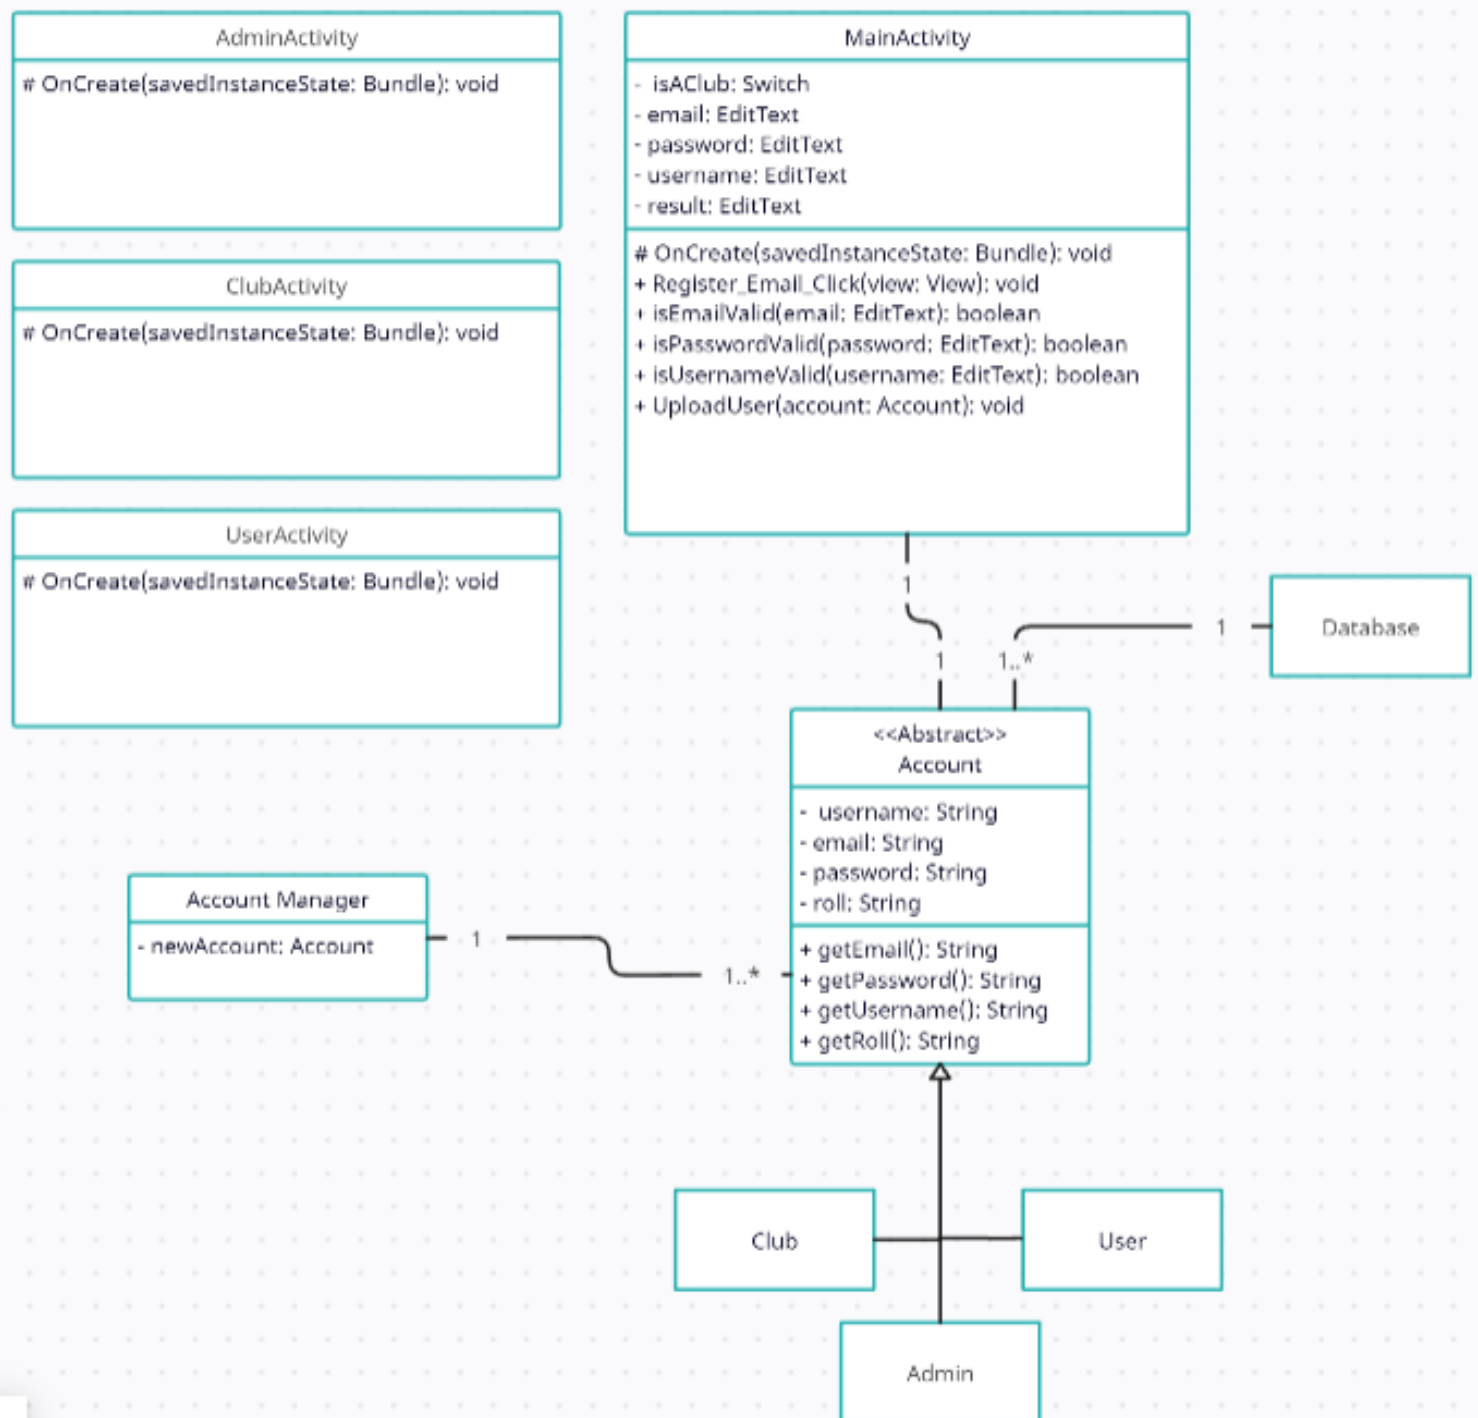 AdminActivity
# OnCreate(savedInstanceState: Bundle): void
ClubActivity
# OnCreate(savedInstanceState: Bundle): void
UserActivity
# OnCreate(savedInstanceState: Bundle): void
MainActivity
- isAClub: Switch
- email: EditText
- password: EditText
- username: EditText
- result: EditText
# OnCreate(savedInstanceState: Bundle): void
+ Register_Email_Click(view: View): void
+ isEmailValid(email: EditText): boolean
+ isPasswordValid(password: EditText): boolean
+ isUsernameValid(username: EditText): boolean
+ UploadUser(account: Account): void
1
1
1..*
1
Database
<<Abstract>>
Account
- username: String
- email: String
- password: String
- roll: String
+ getEmail(): String
+ getPassword(): String
+ getUsername(): String
+ getRoll(): String
Account Manager
- newAccount: Account
1
1..*
Club
User
Admin